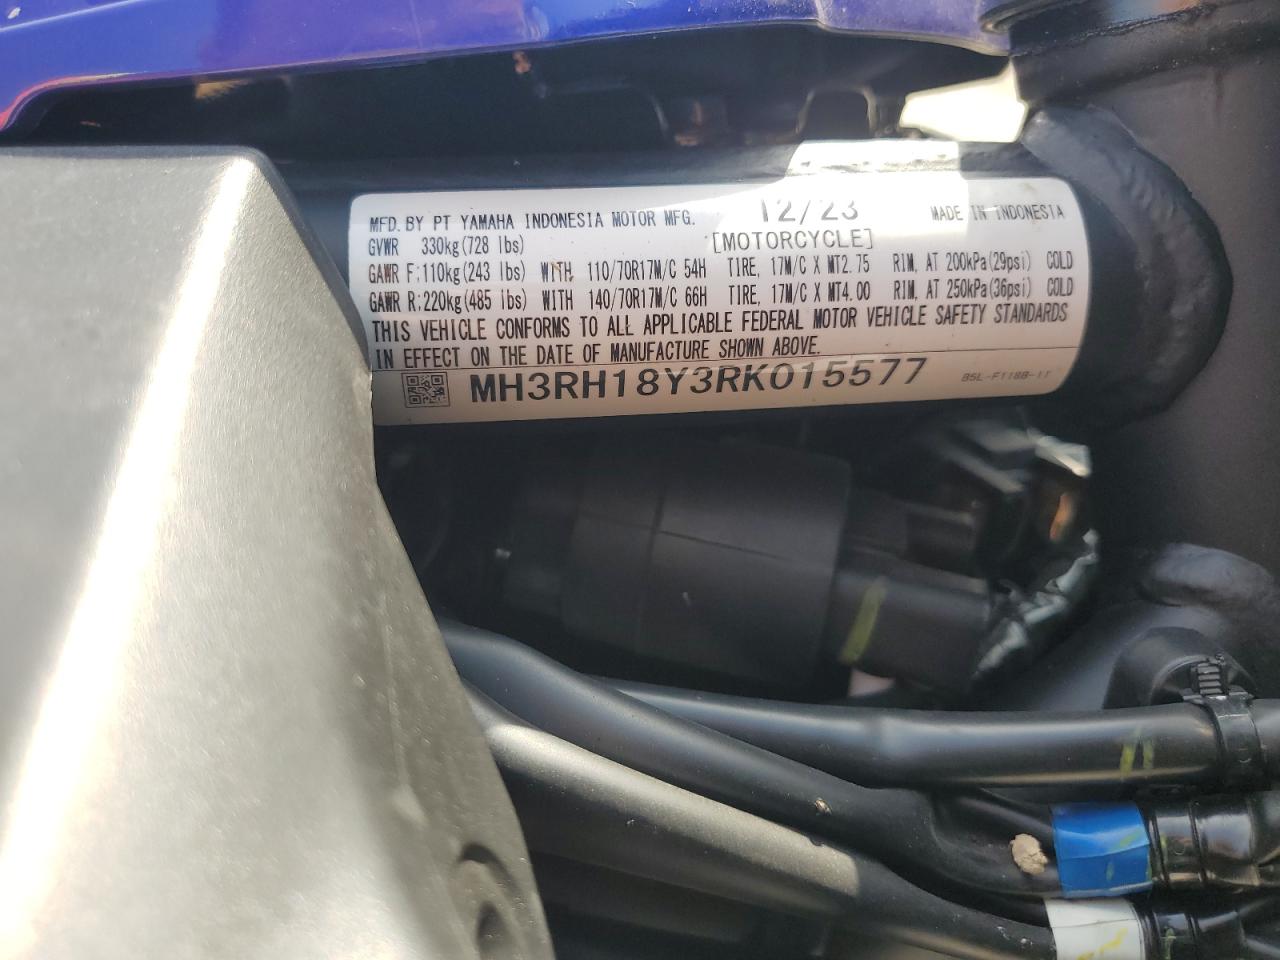 MFD. BY PT YAMAHA INDONESIA MOTOR MFG. 12/23 MADE IN INDONESIA
GVWR 330kg(728 lbs) [MOTORCYCLE]
GAWR F:110kg(243 lbs) WITH 110/70R17M/C 54H TIRE, 17M/C X MT2.75 RIM, AT 200kPa(29psi) COLD
GAWR R:220kg(485 lbs) WITH 140/70R17M/C 66H TIRE, 17M/C X MT4.00 RIM, AT 250kPa(36psi) COLD
THIS VEHICLE CONFORMS TO ALL APPLICABLE FEDERAL MOTOR VEHICLE SAFETY STANDARDS
IN EFFECT ON THE DATE OF MANUFACTURE SHOWN ABOVE.
MH3RH18Y3RK015577